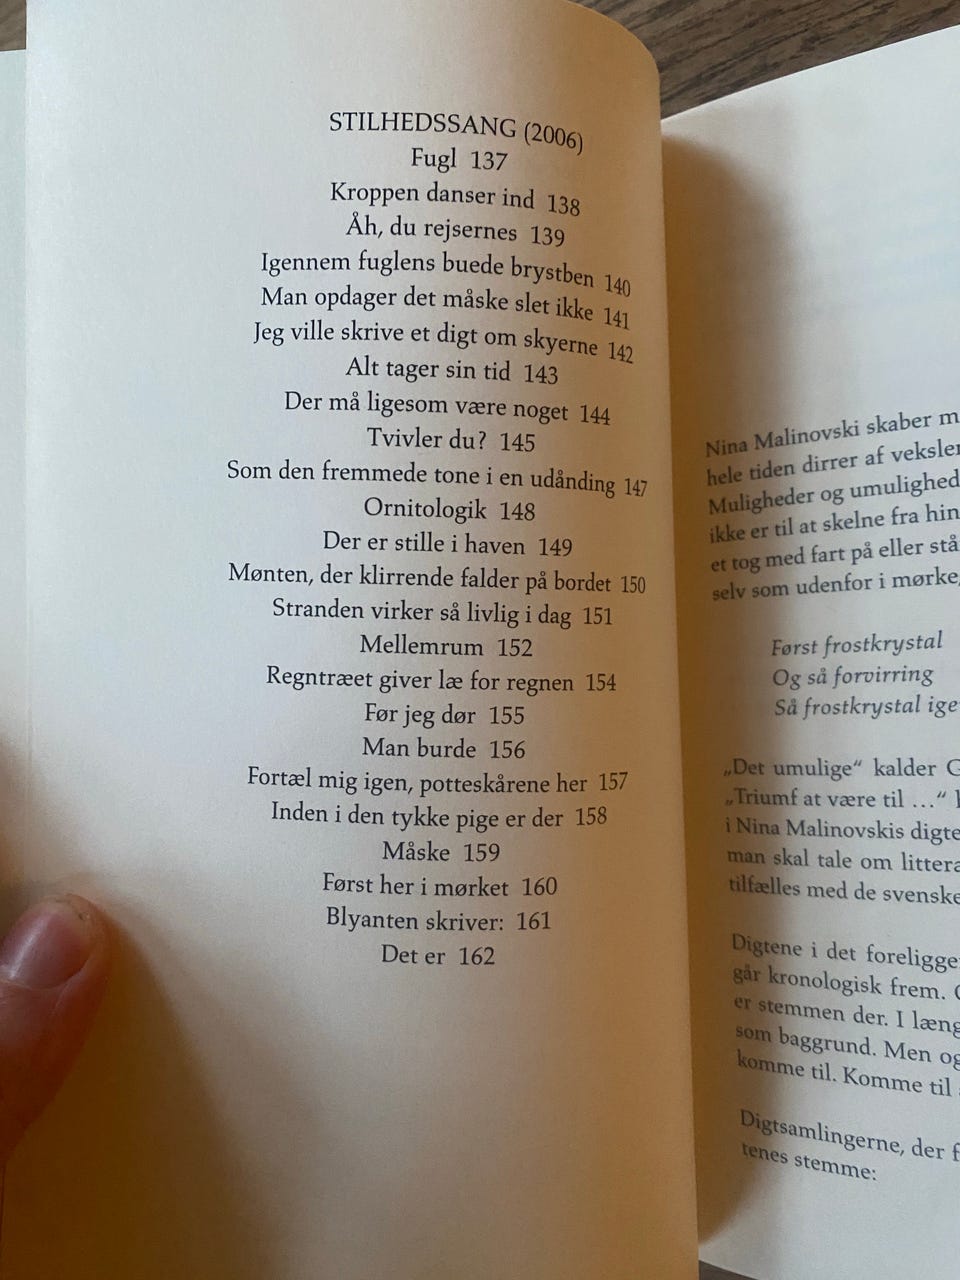 STILHEDSSANG (2006)
Fugl 137
Kroppen danser ind 138
Åh, du rejsernes 139
Igennem fuglens buede brystben 140
Man opdager det måske slet ikke 141
Jeg ville skrive et digt om skyerne 142
Alt tager sin tid 143
Der må ligesom være noget 144
Tvivler du? 145
Som den fremmede tone i en udånding 147
Ornitologik 148
Der er stille i haven 149
Mønten, der klirrende falder på bordet 150
Stranden virker så livlig i dag 151
Mellemrum 152
Regntræet giver læ for regnen 154
Før jeg dør 155
Man burde 156
Fortæl mig igen, potteskårene her 157
Inden i den tykke pige er der 158
Måske 159
Først her i mørket 160
Blyanten skriver: 161
Det er 162
Nina Malinovski skaber m
hele tiden dirrer af veksler
Muligheder og umulighed
ikke er til at skelne fra hin
et tog med fart på eller stå
selv som udenfor i mørke,
Først frostkrystal
Og så forvirring
Så frostkrystal ige
„Det umulige“ kalder G
„Triumf at være til …“
i Nina Malinovskis digte
man skal tale om littera
tilfælles med de svenske
Digtene i det foreligge
går kronologisk frem.
er stemmen der. I læng
som baggrund. Men og
komme til. Komme til
Digtsamlingerne, der f
tenes stemme: